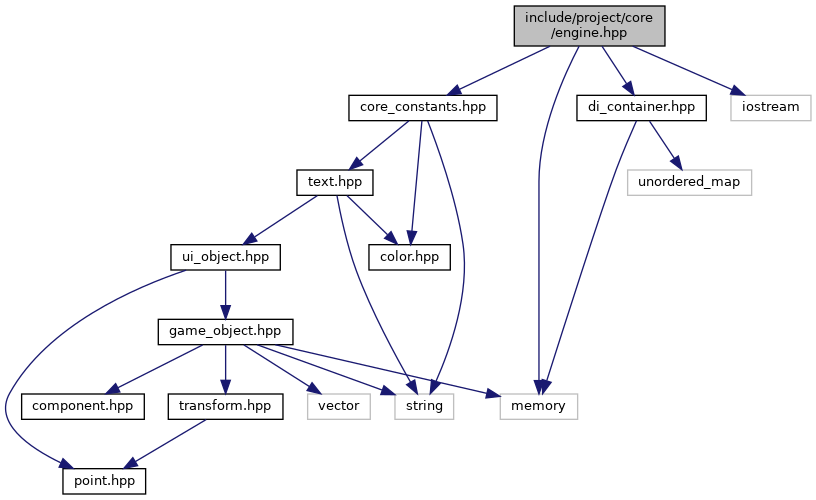 include/project/core
/engine.hpp
core_constants.hpp
di_container.hpp
iostream
text.hpp
unordered_map
ui_object.hpp
color.hpp
game_object.hpp
component.hpp
transform.hpp
vector
string
memory
point.hpp